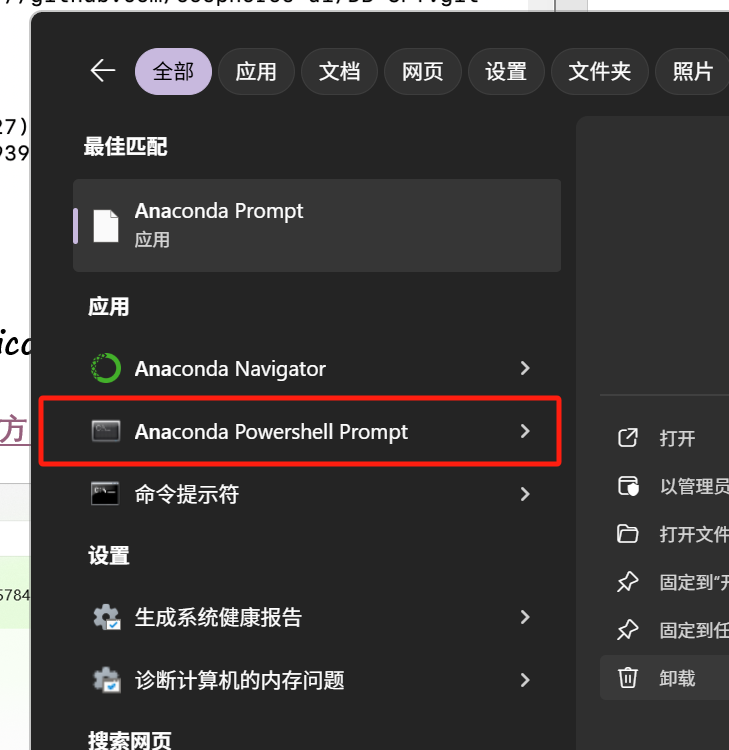 全部 应用 文档 网页 设置 文件夹 照片
27)
939
最佳匹配
Anaconda Prompt
应用
应用
Anaconda Navigator
Anaconda Powershell Prompt
命令提示符
设置
生成系统健康报告
诊断计算机的内存问题
搜索网页
打开
以管理员
打开文件
固定到“开
固定到任
卸载
方
5784